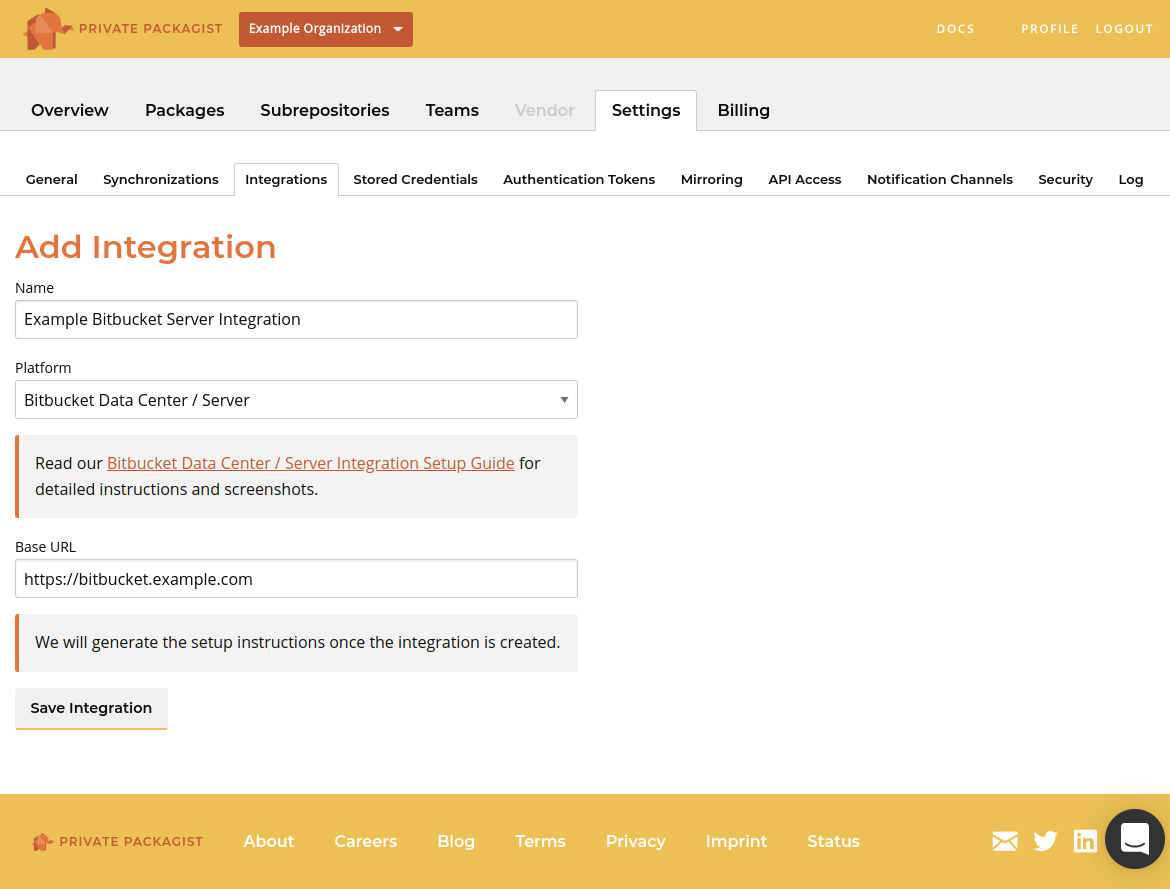 PRIVATE PACKAGIST Example Organization DOCS PROFILE LOGOUT
Overview Packages Subrepositories Teams Vendor Settings Billing
General Synchronizations Integrations Stored Credentials Authentication Tokens Mirroring API Access Notification Channels Security Log
Add Integration
Name
Example Bitbucket Server Integration
Platform
Bitbucket Data Center / Server
Read our Bitbucket Data Center / Server Integration Setup Guide for
detailed instructions and screenshots.
Base URL
https://bitbucket.example.com
We will generate the setup instructions once the integration is created.
Save Integration
PRIVATE PACKAGIST About Careers Blog Terms Privacy Imprint Status in